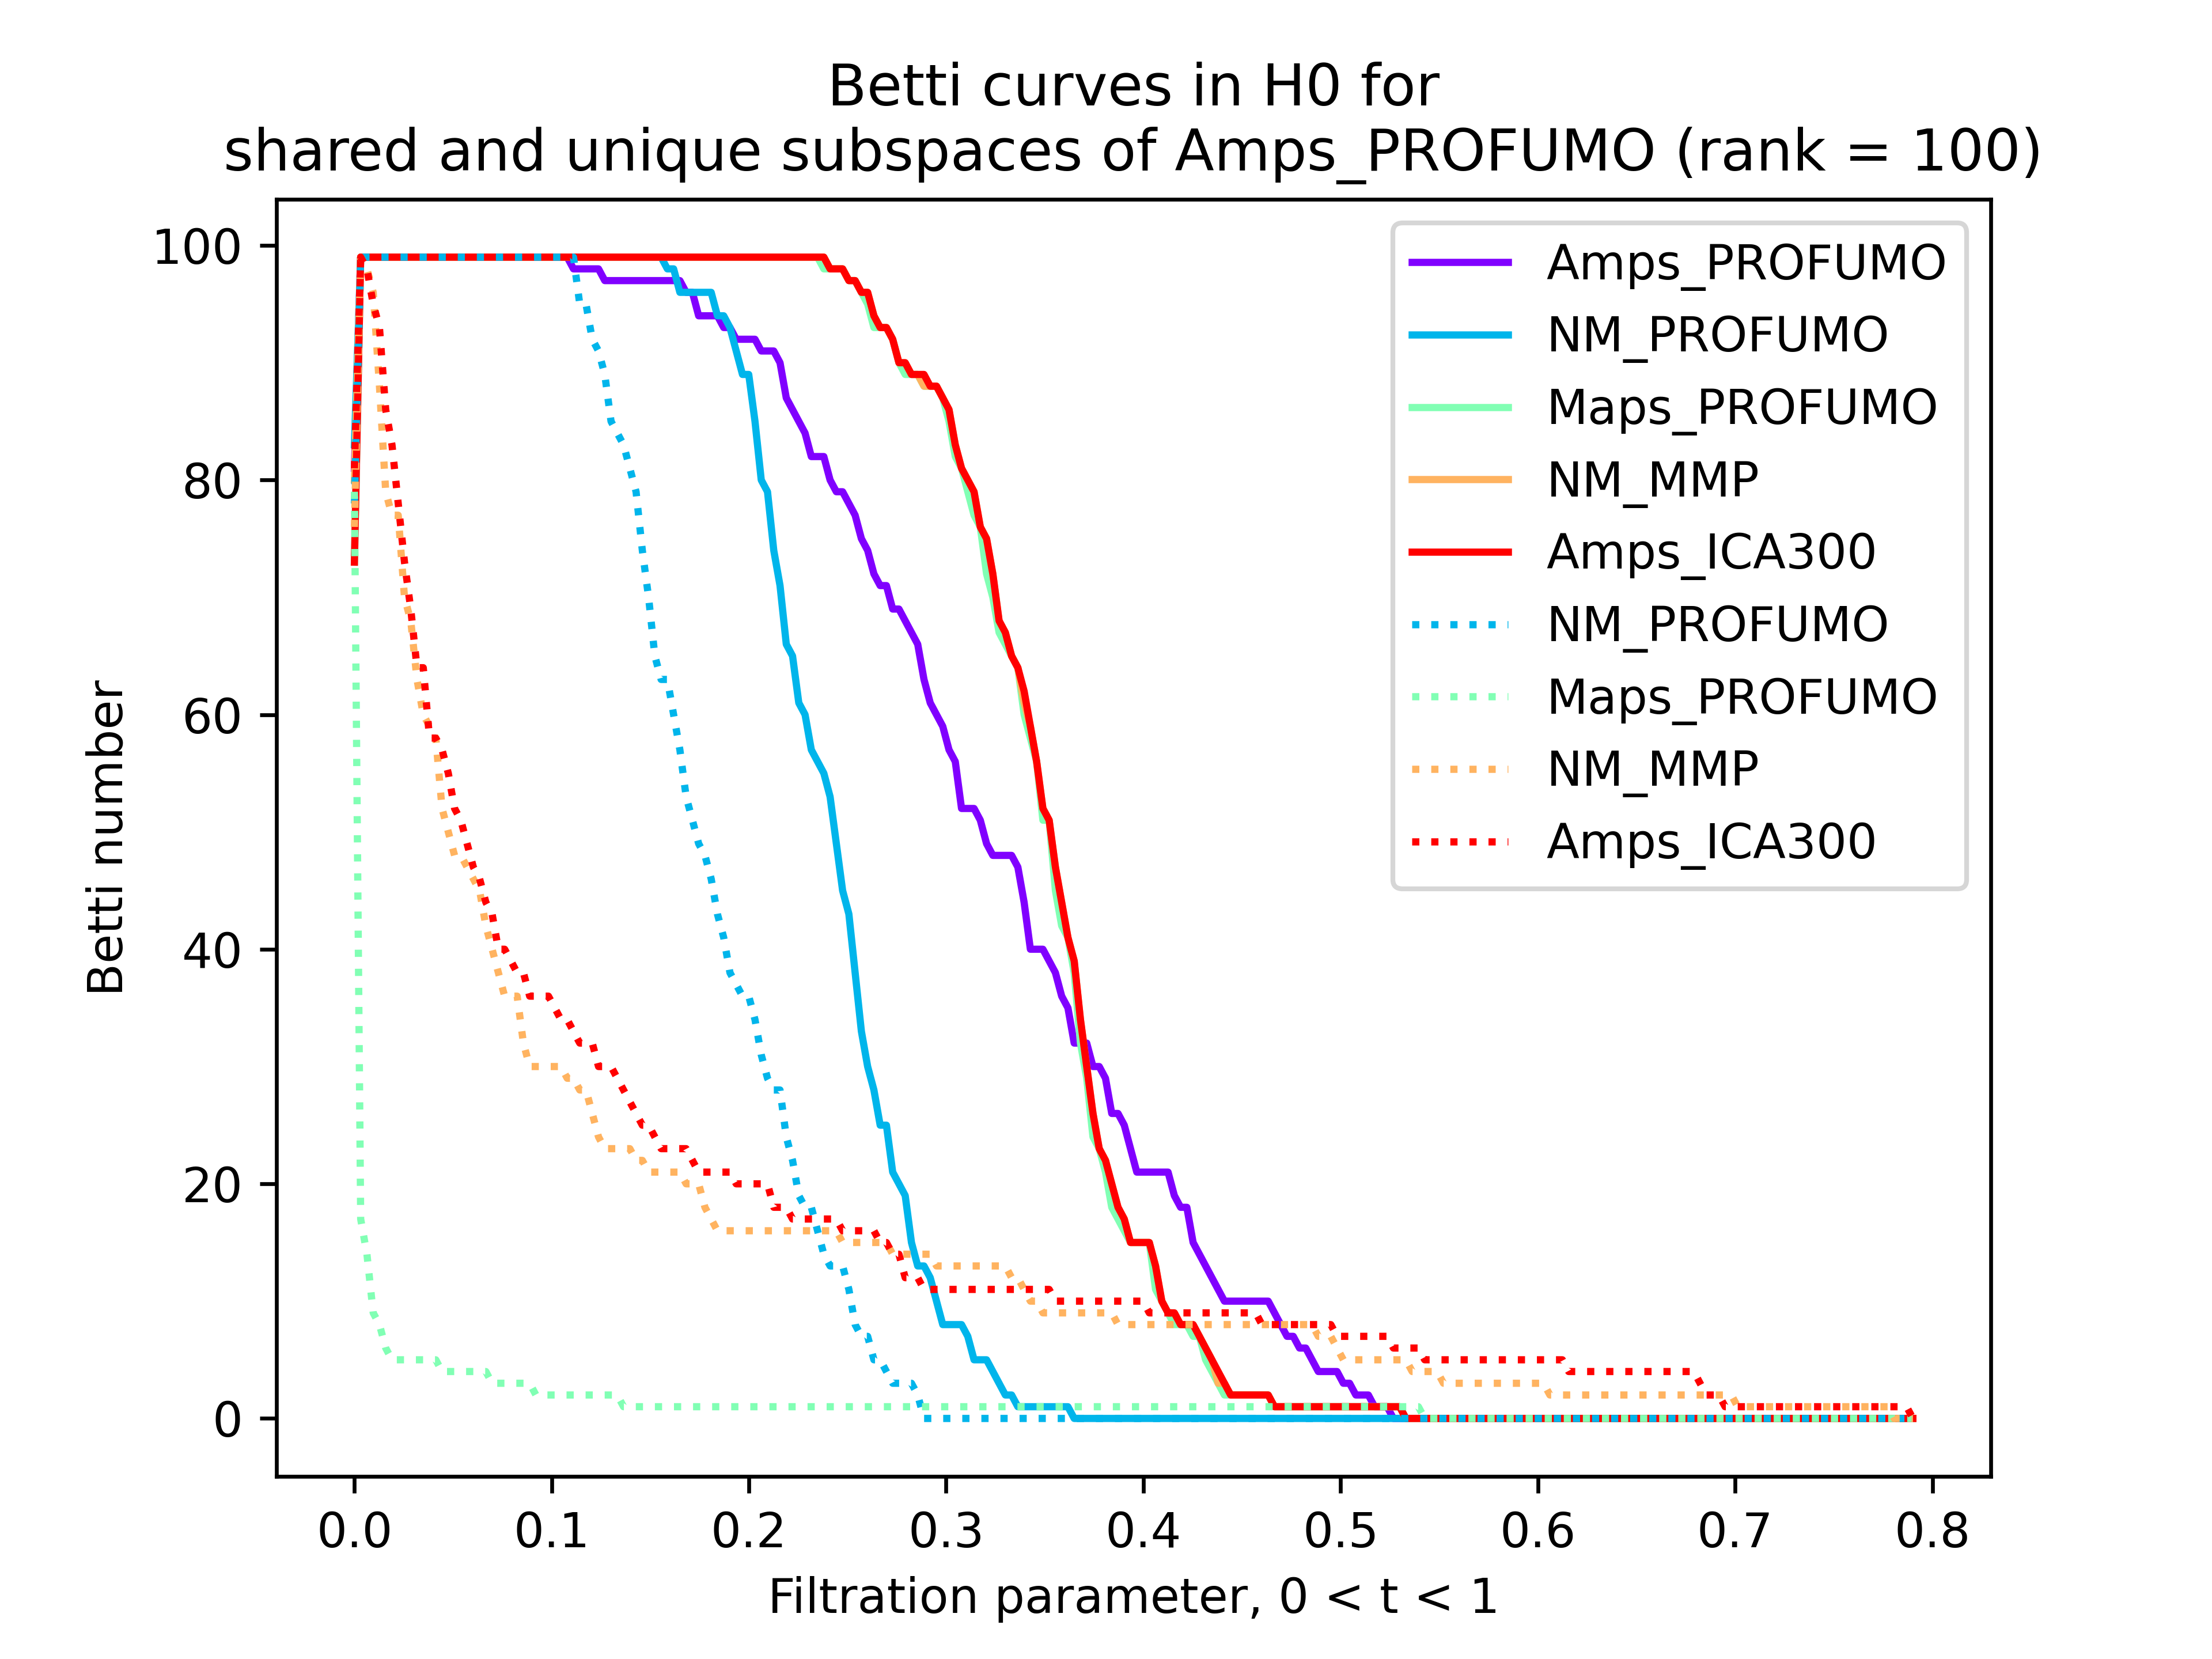 Betti curves in H0 for
shared and unique subspaces of Amps_PROFUMO (rank = 100)
100
80
60
40
20
0
Betti number
Amps_PROFUMO
NM_PROFUMO
Maps_PROFUMO
NM_MMP
Amps_ICA300
NM_PROFUMO
Maps_PROFUMO
NM_MMP
Amps_ICA300
0.0 0.1 0.2 0.3 0.4 0.5 0.6 0.7 0.8
Filtration parameter, 0 < t < 1